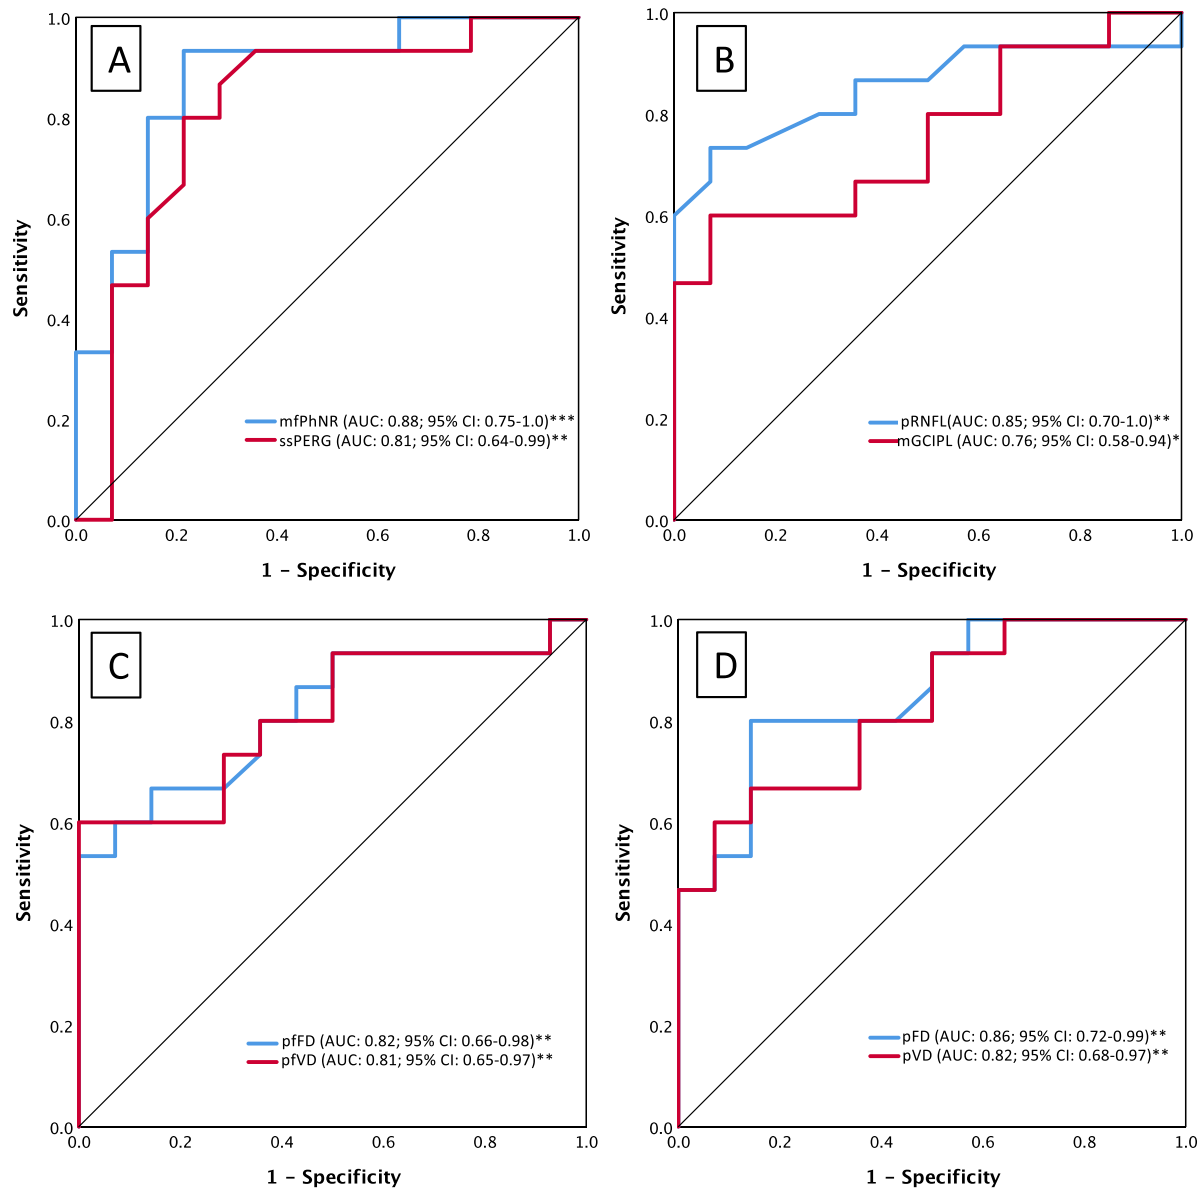 A
1.0
0.8
0.6
0.4
0.2
0.0
Sensitivity
mfPhNR (AUC: 0.88; 95% CI: 0.75-1.0)***
ssPERG (AUC: 0.81; 95% CI: 0.64-0.99)**
0.0 0.2 0.4 0.6 0.8 1.0
1 – Specificity
B
1.0
0.8
0.6
0.4
0.2
0.0
Sensitivity
pRNFL(AUC: 0.85; 95% CI: 0.70-1.0)**
mGCIPL (AUC: 0.76; 95% CI: 0.58-0.94)*
0.0 0.2 0.4 0.6 0.8 1.0
1 – Specificity
C
1.0
0.8
0.6
0.4
0.2
0.0
Sensitivity
pfFD (AUC: 0.82; 95% CI: 0.66-0.98)**
pfVD (AUC: 0.81; 95% CI: 0.65-0.97)**
0.0 0.2 0.4 0.6 0.8 1.0
1 – Specificity
D
1.0
0.8
0.6
0.4
0.2
0.0
Sensitivity
pFD (AUC: 0.86; 95% CI: 0.72-0.99)**
pVD (AUC: 0.82; 95% CI: 0.68-0.97)**
0.0 0.2 0.4 0.6 0.8 1.0
1 – Specificity